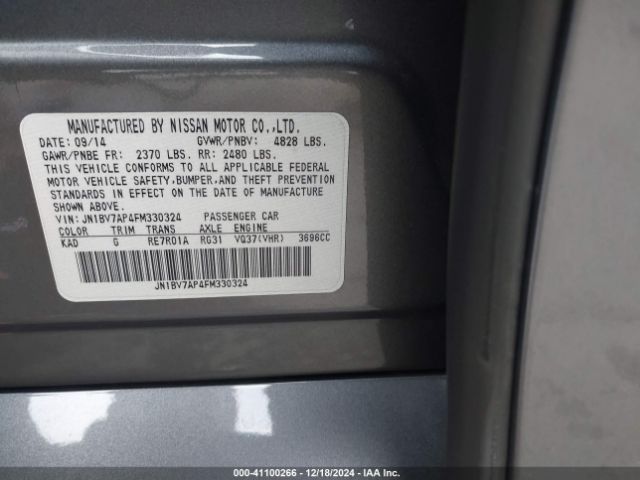 MANUFACTURED BY NISSAN MOTOR CO.,LTD.
DATE: 09/14 GVWR/PNBV: 4828 LBS.
GAWR/PNBE FR: 2370 LBS. RR: 2480 LBS.
THIS VEHICLE CONFORMS TO ALL APPLICABLE FEDERAL
MOTOR VEHICLE SAFETY,BUMPER,AND THEFT PREVENTION
STANDARDS IN EFFECT ON THE DATE OF MANUFACTURE
SHOWN ABOVE.
VIN: JN1BV7AP4FM330324 PASSENGER CAR
COLOR TRIM TRANS AXLE ENGINE
KAD G RE7R01A RG31 VQ37(VHR) 3696CC
JN1BV7AP4FM330324
000-41100266 - 12/18/2024 - IAA Inc.